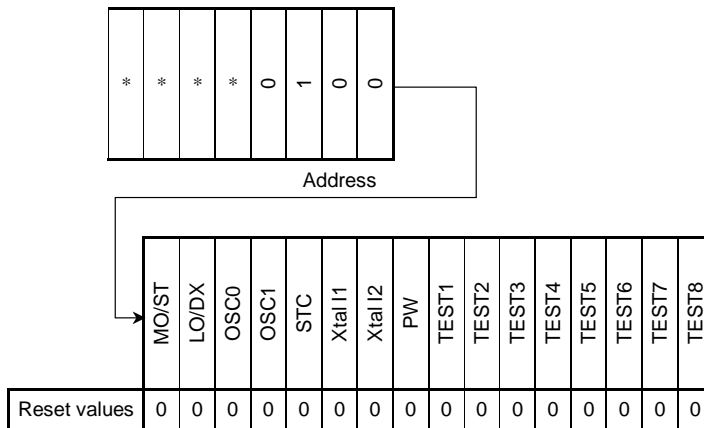 * * * * 0 1 0 0
Address
MO/ST LO/DX OSC0 OSC1 STC Xtal I1 Xtal I2 PW TEST1 TEST2 TEST3 TEST4 TEST5 TEST6 TEST7 TEST8
Reset values 0 0 0 0 0 0 0 0 0 0 0 0 0 0 0 0